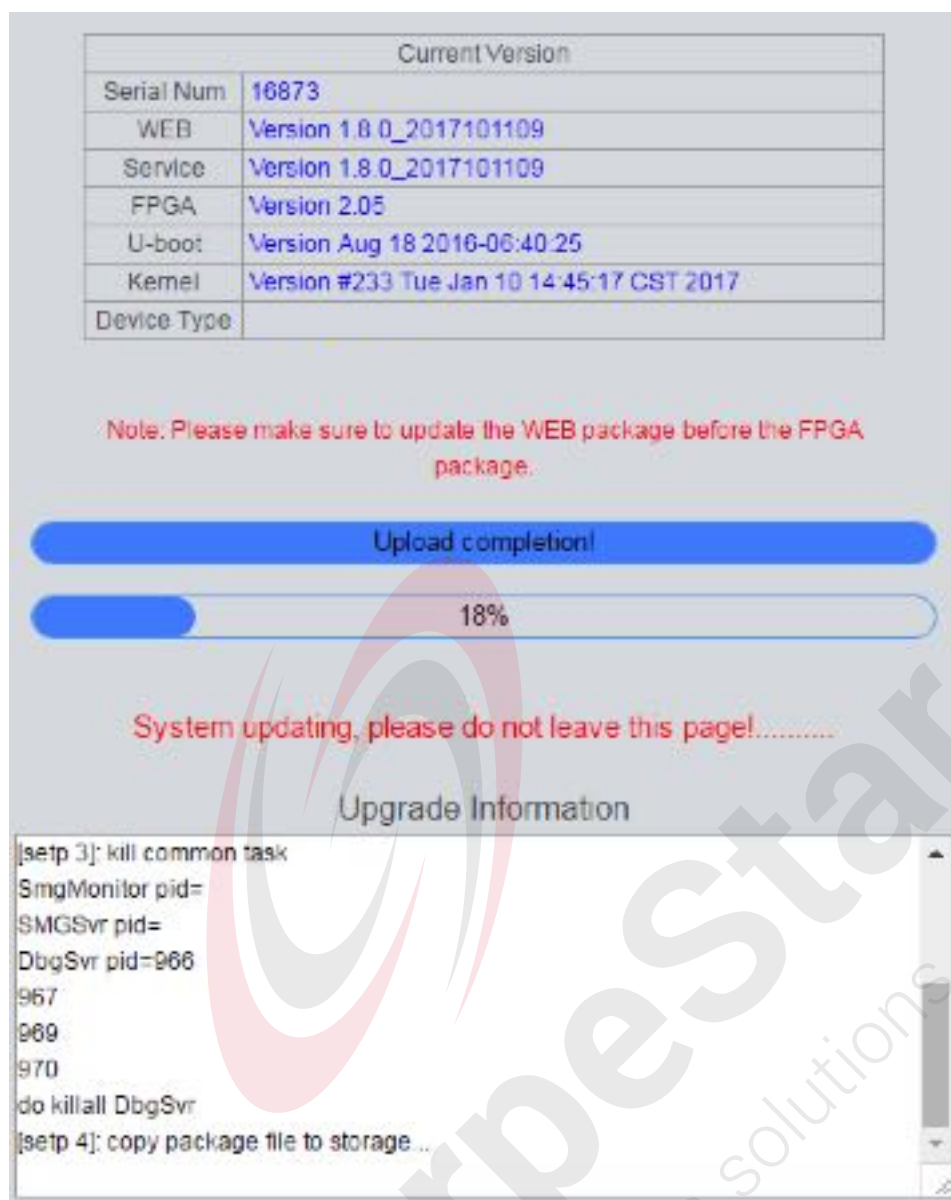 Current Version
Serial Num 16873
WEB Version 1.8.0_2017101109
Service Version 1.8.0_2017101109
FPGA Version 2.05
U-boot Version Aug 18 2016-06:40:25
Kernel Version #233 Tue Jan 10 14:45:17 CST 2017
Device Type
Note: Please make sure to update the WEB package before the FPGA
package.
Upload completion!
18%
System updating, please do not leave this page!..........
Upgrade Information
[setp 3]: kill common task
SmgMonitor pid=
SMGSvr pid=
DbgSvr pid=966
967
969
970
do killall DbgSvr
[setp 4]: copy package file to storage...
rpeStar
solutions